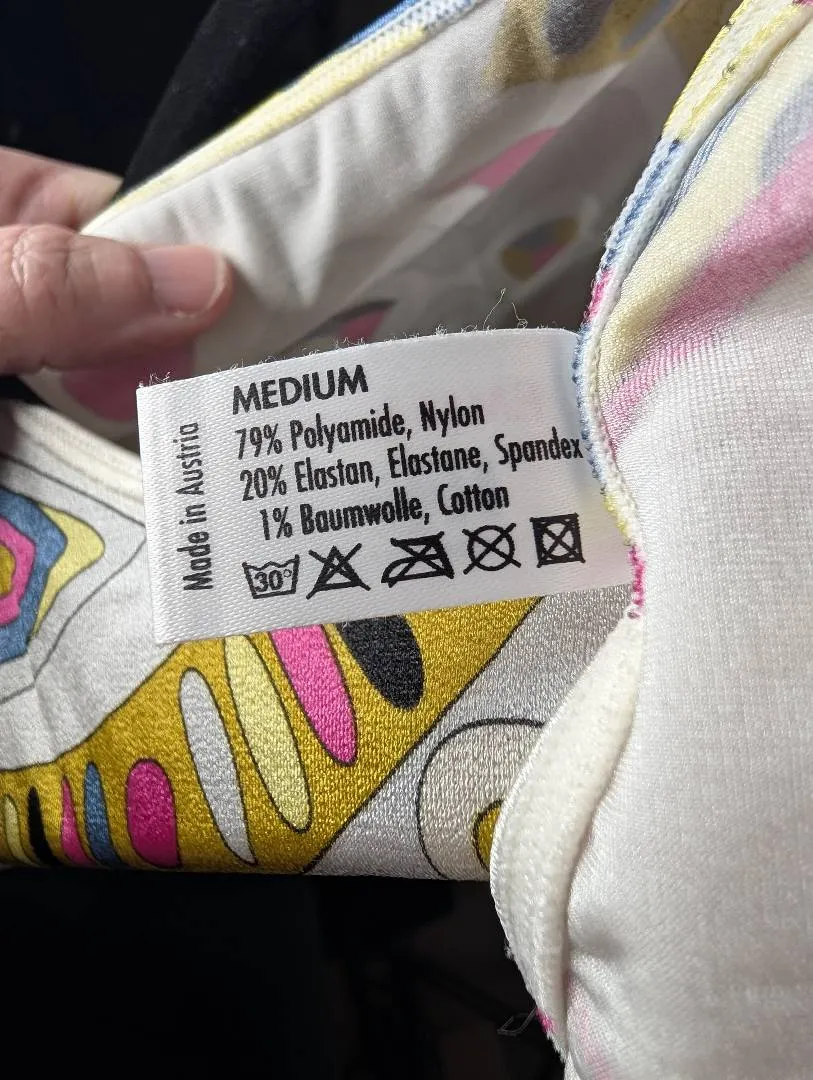 Made in Austria
MEDIUM
79% Polyamide, Nylon
20% Elastan, Elastane, Spandex
1% Baumwolle, Cotton
30°